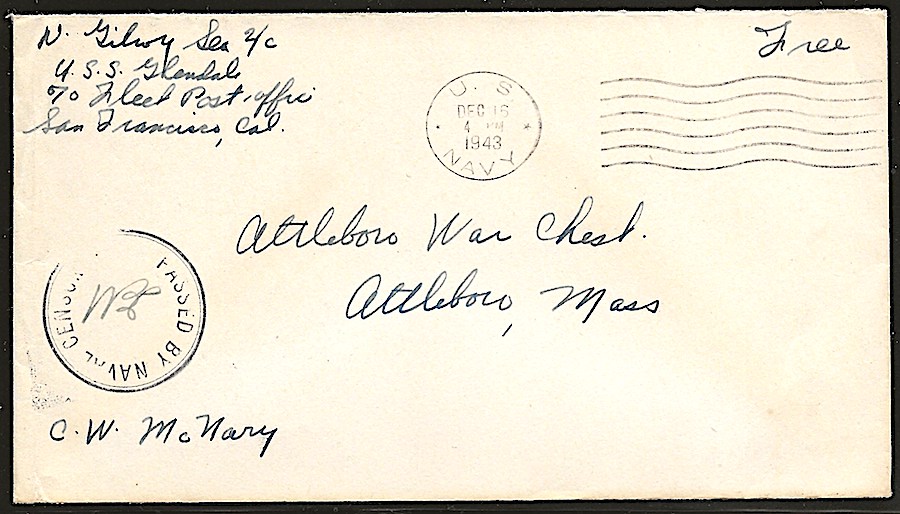 N. Gilroy Sea 2/c
U.S.S. Glendale
℅ Fleet Post office
San Francisco, Cal.
Free
U. S. NAVY
DEC 16
4 PM
1943
Attleboro War Chest.
Attleboro, Mass
PASSED BY NAVAL CENSOR
C. W. McNary